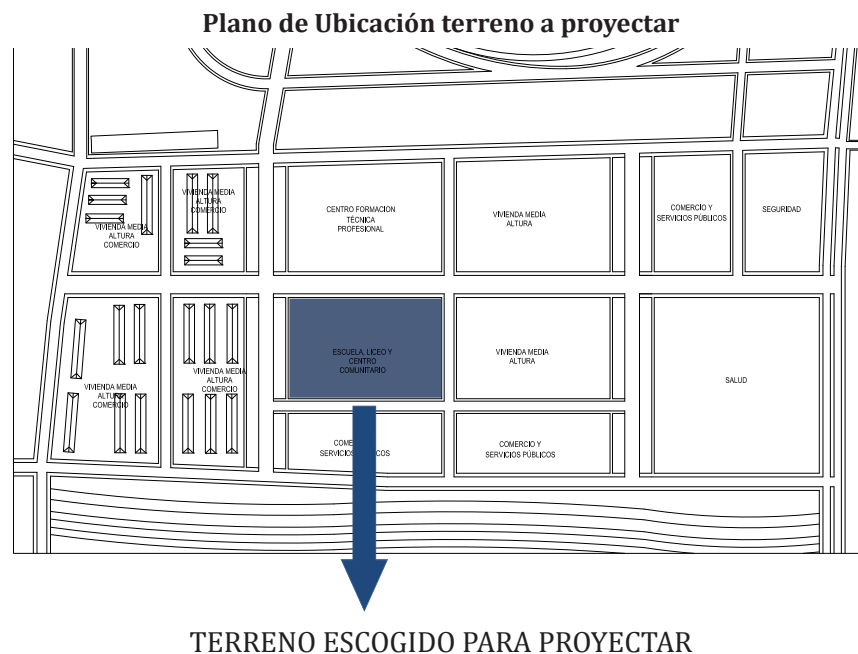 Plano de Ubicación terreno a proyectar
VIVIENDA MEDIA
ALTURA
COMERCIO
VIVIENDA MEDIA
ALTURA
COMERCIO
CENTRO FORMACION
TÉCNICA
PROFESIONAL
VIVIENDA MEDIA
ALTURA
COMERCIO Y
SERVICIOS PÚBLICOS
SEGURIDAD
VIVIENDA MEDIA
ALTURA
COMERCIO
VIVIENDA MEDIA
ALTURA
COMERCIO
ESCUELA, LICEO Y
CENTRO
COMUNITARIO
VIVIENDA MEDIA
ALTURA
SALUD
COMERCIO Y
SERVICIOS PÚBLICOS
TERRENO ESCOGIDO PARA PROYECTAR